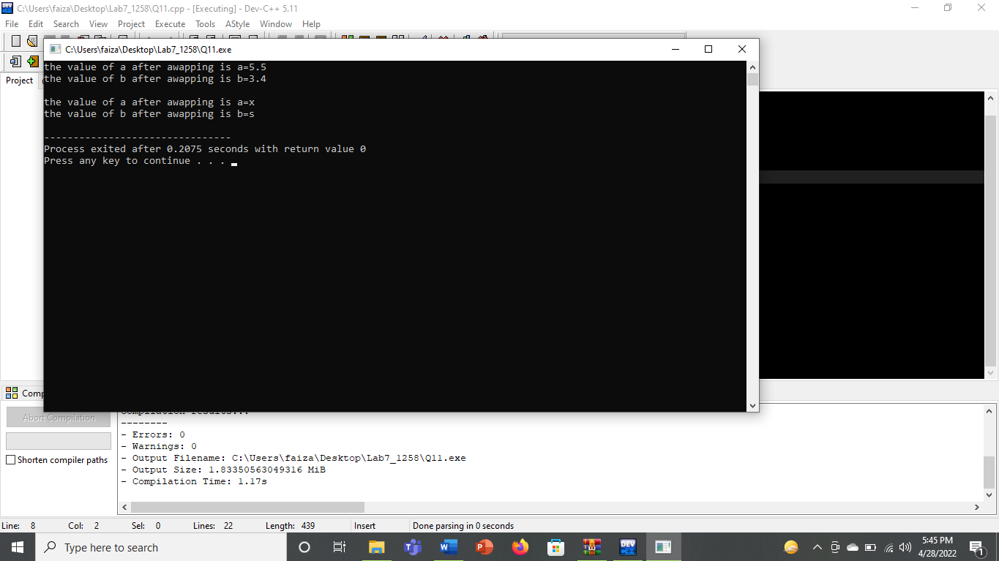 C:\Users\faiza\Desktop\Lab7_1258\Q11.cpp - [Executing] - Dev-C++ 5.11
File Edit Search View Project Execute Tools AStyle Window Help
C:\Users\faiza\Desktop\Lab7_1258\Q11.exe
Project
the value of a after awapping is a=5.5
the value of b after awapping is b=3.4
the value of a after awapping is a=x
the value of b after awapping is b=s
--------------------------------
Process exited after 0.2075 seconds with return value 0
Press any key to continue . . .
Comp
Abort Compilation
Shorten compiler paths
Compilation results...
--------
- Errors: 0
- Warnings: 0
- Output Filename: C:\Users\faiza\Desktop\Lab7_1258\Q11.exe
- Output Size: 1.83350563049316 MiB
- Compilation Time: 1.17s
Line: 8 Col: 2 Sel: 0 Lines: 22 Length: 439 Insert Done parsing in 0 seconds
Type here to search
DEV
5:45 PM
4/28/2022
1